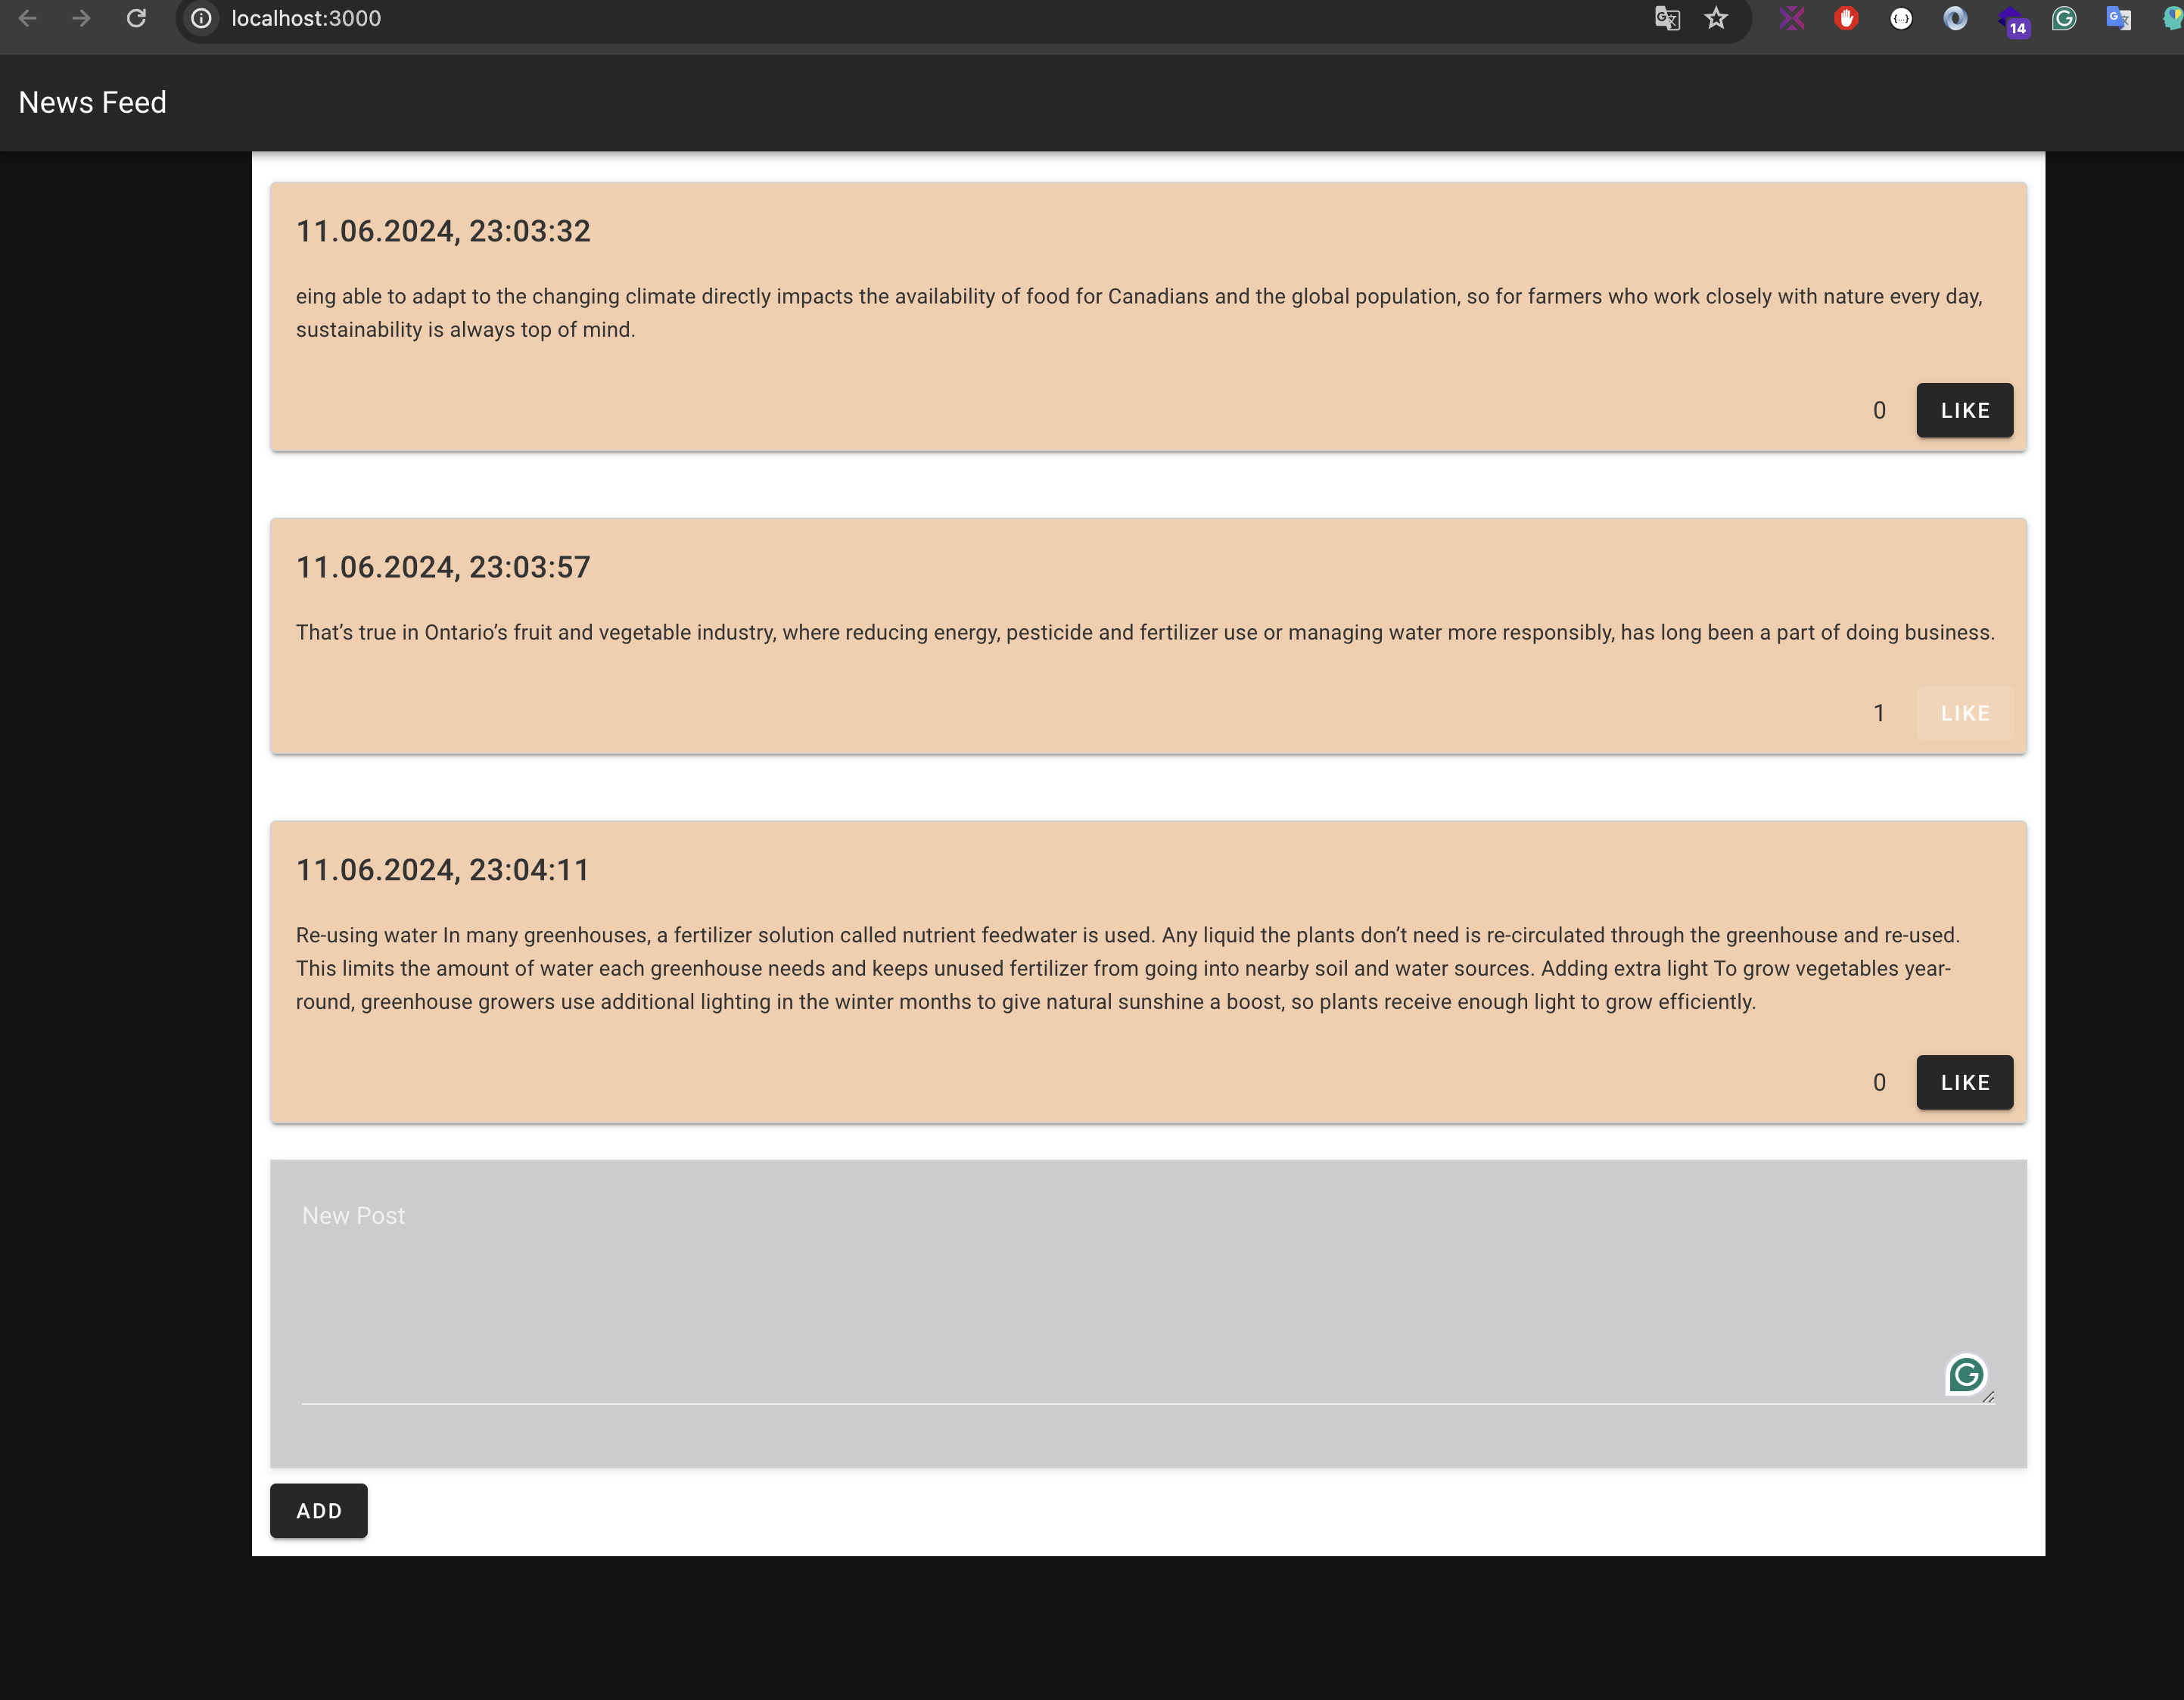 localhost:3000
14
News Feed
11.06.2024, 23:03:32
eing able to adapt to the changing climate directly impacts the availability of food for Canadians and the global population, so for farmers who work closely with nature every day,
sustainability is always top of mind.
0 LIKE
11.06.2024, 23:03:57
That’s true in Ontario’s fruit and vegetable industry, where reducing energy, pesticide and fertilizer use or managing water more responsibly, has long been a part of doing business.
1 LIKE
11.06.2024, 23:04:11
Re-using water In many greenhouses, a fertilizer solution called nutrient feedwater is used. Any liquid the plants don’t need is re-circulated through the greenhouse and re-used.
This limits the amount of water each greenhouse needs and keeps unused fertilizer from going into nearby soil and water sources. Adding extra light To grow vegetables year-
round, greenhouse growers use additional lighting in the winter months to give natural sunshine a boost, so plants receive enough light to grow efficiently.
0 LIKE
New Post
ADD